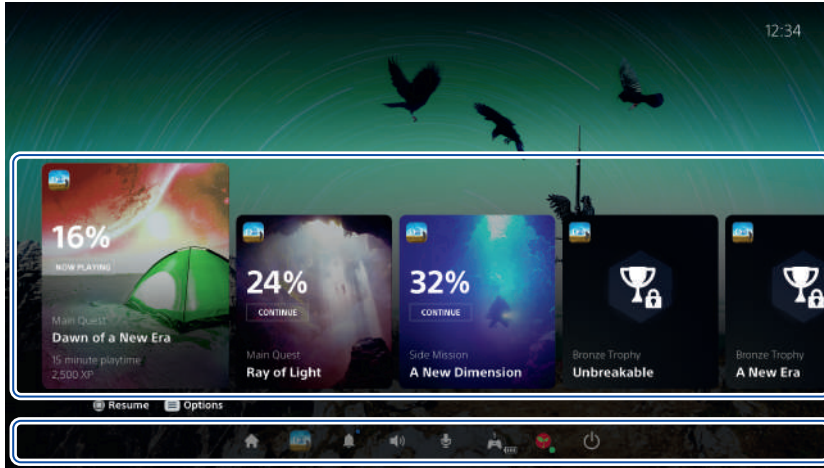 12:34
16%
NOW PLAYING
Main Quest
Dawn of a New Era
15 minute playtime
2,500 XP
24%
CONTINUE
Main Quest
Ray of Light
32%
CONTINUE
Side Mission
A New Dimension
Bronze Trophy
Unbreakable
Bronze Trophy
A New Era
Resume
Options